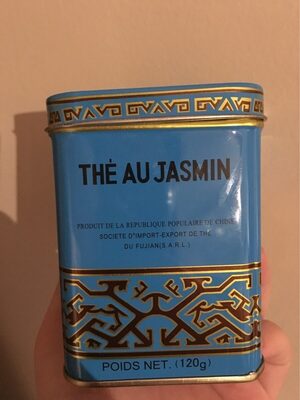 THÉ AU JASMIN
PRODUIT DE LA REPUBLIQUE POPULAIRE DE CHINE
SOCIETE D'IMPORT-EXPORT DE THE
DU FUJIAN(S.A.R.L.)
POIDS NET. (120g)